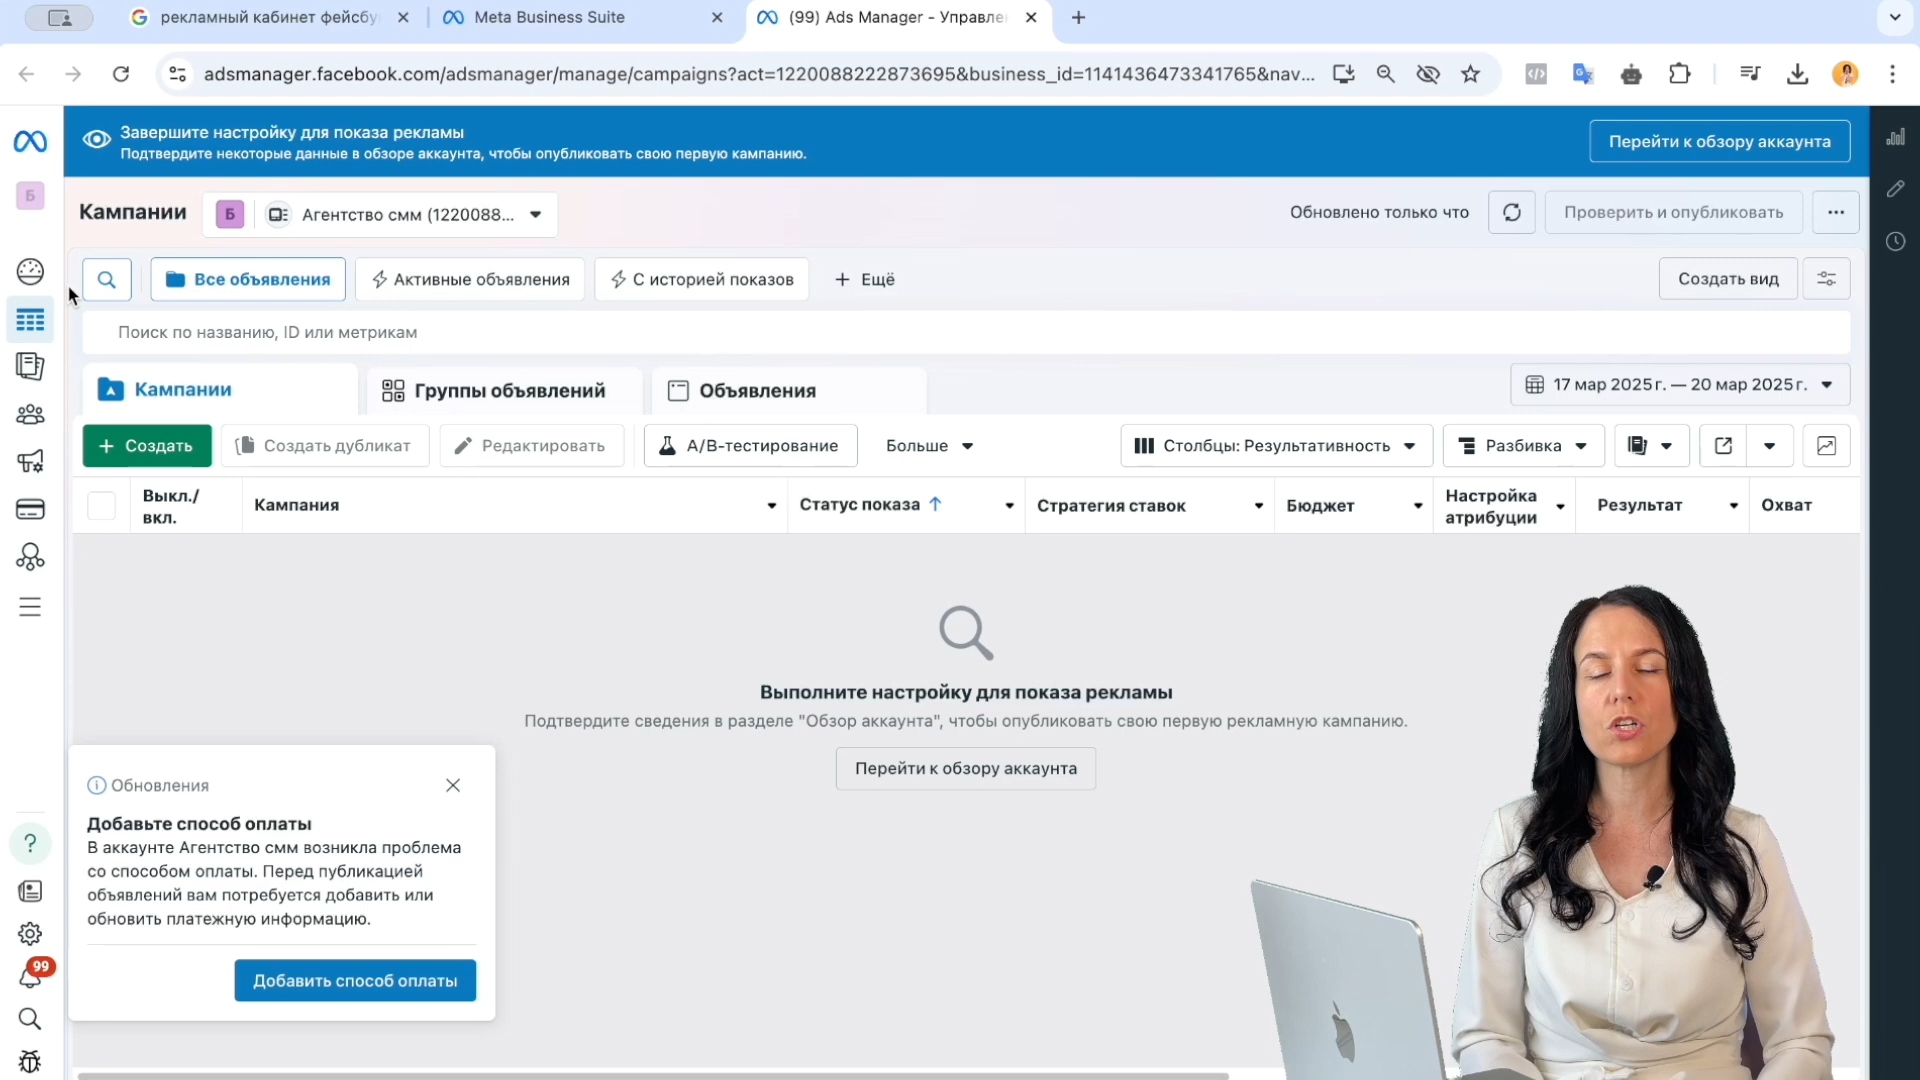 рекламный кабинет фейсбу
Meta Business Suite
(99) Ads Manager - Управле
adsmanager.facebook.com/adsmanager/manage/campaigns?act=1220088222873695&business_id=1141436473341765&nav...
Завершите настройку для показа рекламы
Подтвердите некоторые данные в обзоре аккаунта, чтобы опубликовать свою первую кампанию.
Перейти к обзору аккаунта
Б
Кампании
Б
Агентство смм (1220088...
Обновлено только что
Проверить и опубликовать
Все объявления
Активные объявления
С историей показов
+ Ещё
Создать вид
Поиск по названию, ID или метрикам
Кампании
Группы объявлений
Объявления
17 мар 2025 г. — 20 мар 2025 г.
+ Создать
Создать дубликат
Редактировать
A/B-тестирование
Больше
Столбцы: Результативность
Разбивка
Выкл./
вкл.
Кампания
Статус показа ↑
Стратегия ставок
Бюджет
Настройка
атрибуции
Результат
Охват
Выполните настройку для показа рекламы
Подтвердите сведения в разделе "Обзор аккаунта", чтобы опубликовать свою первую рекламную кампанию.
Перейти к обзору аккаунта
Обновления
Добавьте способ оплаты
В аккаунте Агентство смм возникла проблема
со способом оплаты. Перед публикацией
объявлений вам потребуется добавить или
обновить платежную информацию.
Добавить способ оплаты
?
99